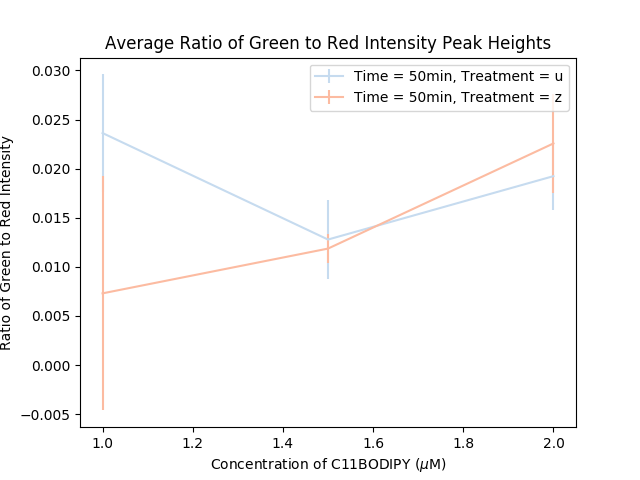 Average Ratio of Green to Red Intensity Peak Heights
Time = 50min, Treatment = u
Time = 50min, Treatment = z
Ratio of Green to Red Intensity
0.030
0.025
0.020
0.015
0.010
0.005
0.000
−0.005
1.0 1.2 1.4 1.6 1.8 2.0
Concentration of C11BODIPY (μM)